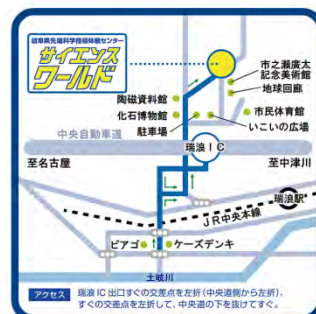 岐阜県先端科学技術体験センター
サイエンス
ワールド
市之瀬廣太
記念美術館
地球回廊
陶磁資料館
化石博物館
市民体育館
駐車場
いこいの広場
中央自動車道
瑞浪IC
至名古屋
至中津川
瑞浪駅
JR中央本線
ピアゴ
ケーズデンキ
土岐川
アクセス
瑞浪IC出口すぐの交差点を左折(中央道側から左折)、
すぐの交差点を左折して、中央道の下を抜けてすぐ。